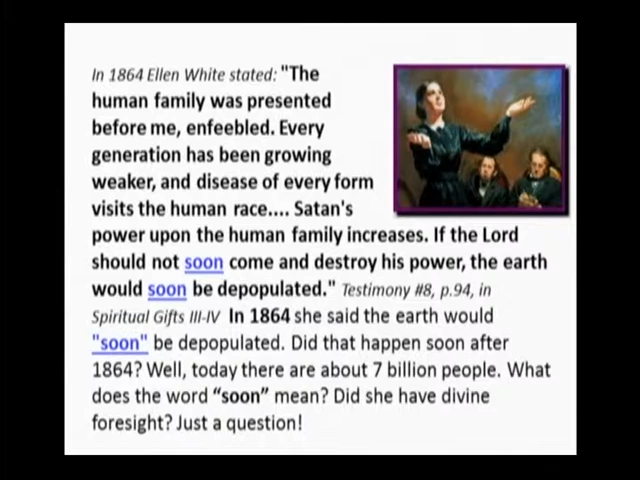 In 1864 Ellen White stated: "The
human family was presented
before me, enfeebled. Every
generation has been growing
weaker, and disease of every form
visits the human race.... Satan's
power upon the human family increases. If the Lord
should not soon come and destroy his power, the earth
would soon be depopulated." Testimony #8, p.94, in
Spiritual Gifts III-IV In 1864 she said the earth would
"soon" be depopulated. Did that happen soon after
1864? Well, today there are about 7 billion people. What
does the word “soon” mean? Did she have divine
foresight? Just a question!